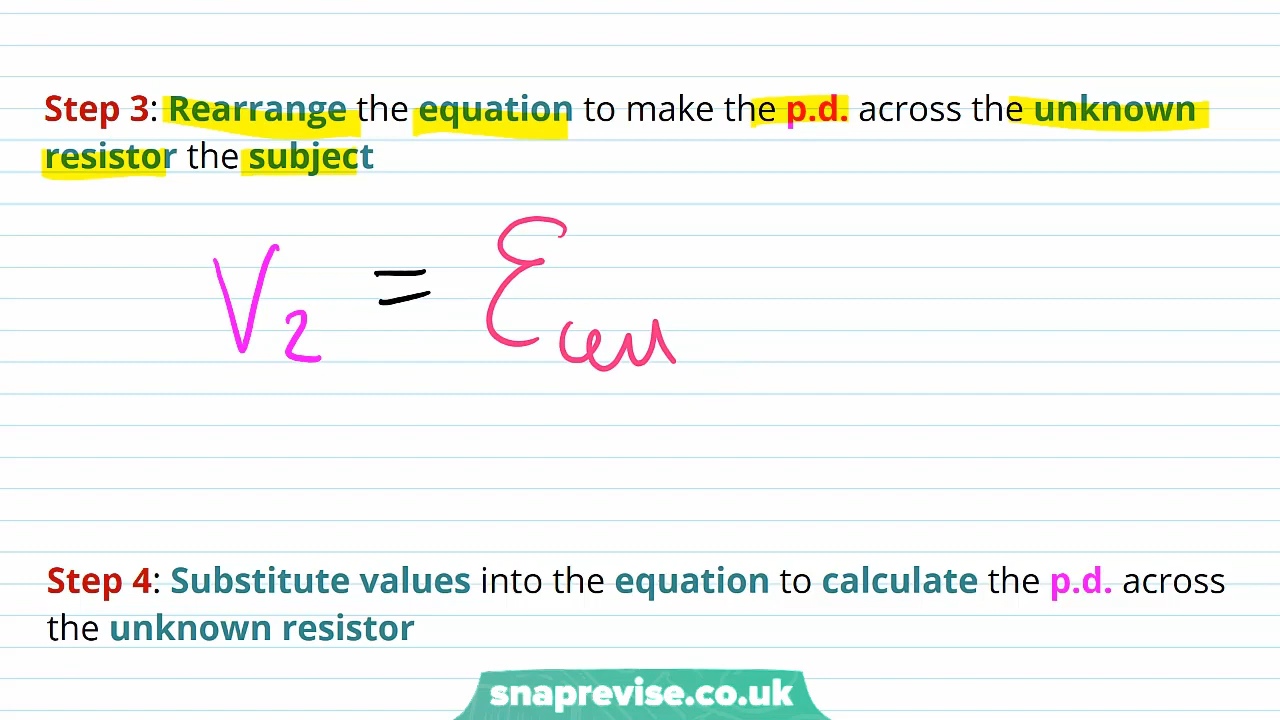 Step 3: Rearrange the equation to make the p.d. across the unknown
resistor the subject
V₂ = Ɛcell
Step 4: Substitute values into the equation to calculate the p.d. across
the unknown resistor
snaprevise.co.uk